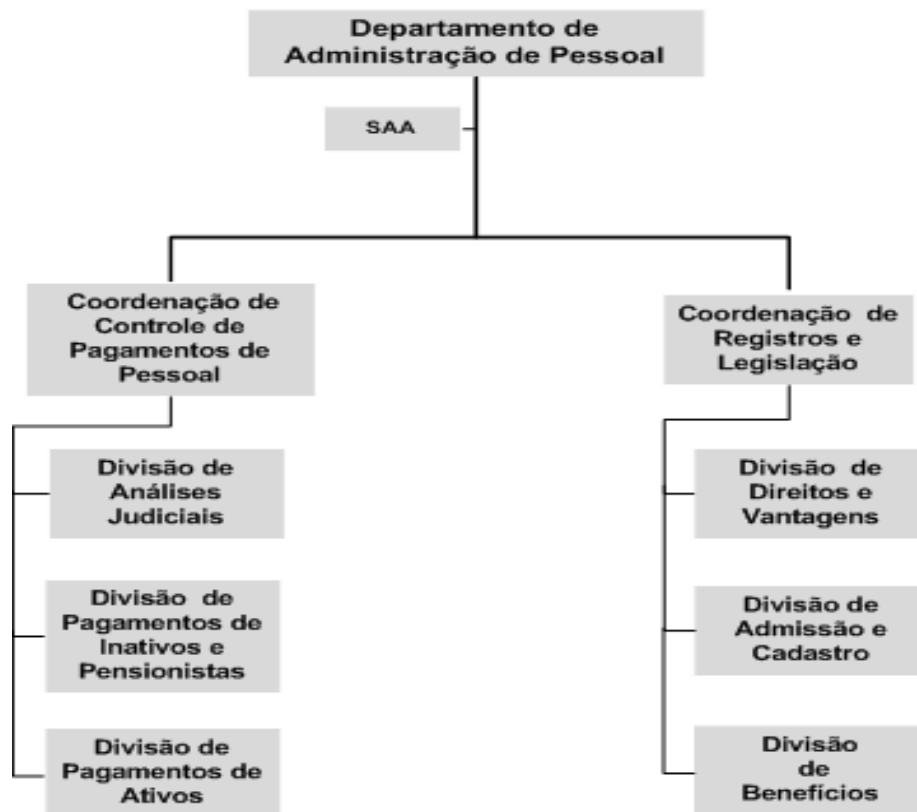 Departamento de
Administração de Pessoal
SAA
Coordenação de
Controle de
Pagamentos de
Pessoal
Divisão de
Análises
Judiciais
Divisão de
Pagamentos de
Inativos e
Pensionistas
Divisão de
Pagamentos de
Ativos
Coordenação de
Registros e
Legislação
Divisão de
Direitos e
Vantagens
Divisão de
Admissão e
Cadastro
Divisão
de
Benefícios